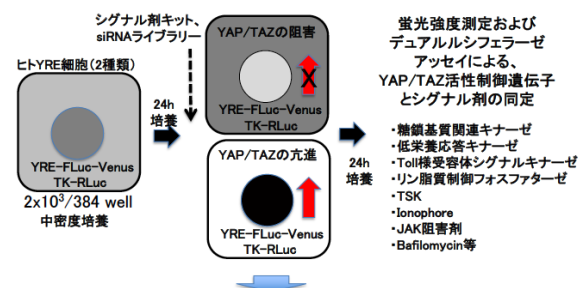 シグナル剤キット、
siRNAライブラリー
ヒトYRE細胞(2種類)
YRE-FLuc-Venus
TK-RLuc
2x10³/384 well
中密度培養
24h
培養
YAP/TAZの阻害
X
YRE-FLuc-Venus
TK-RLuc
YAP/TAZの亢進
YRE-FLuc-Venus
TK-RLuc
24h
培養
蛍光強度測定および
デュアルルシフェラーゼ
アッセイによる、
YAP/TAZ活性制御遺伝子
とシグナル剤の同定
・糖鎖基質関連キナーゼ
・低栄養応答キナーゼ
・Toll様受容体シグナルキナーゼ
・リン脂質制御フォスファターゼ
・TSK
・Ionophore
・JAK阻害剤
・Bafilomycin等